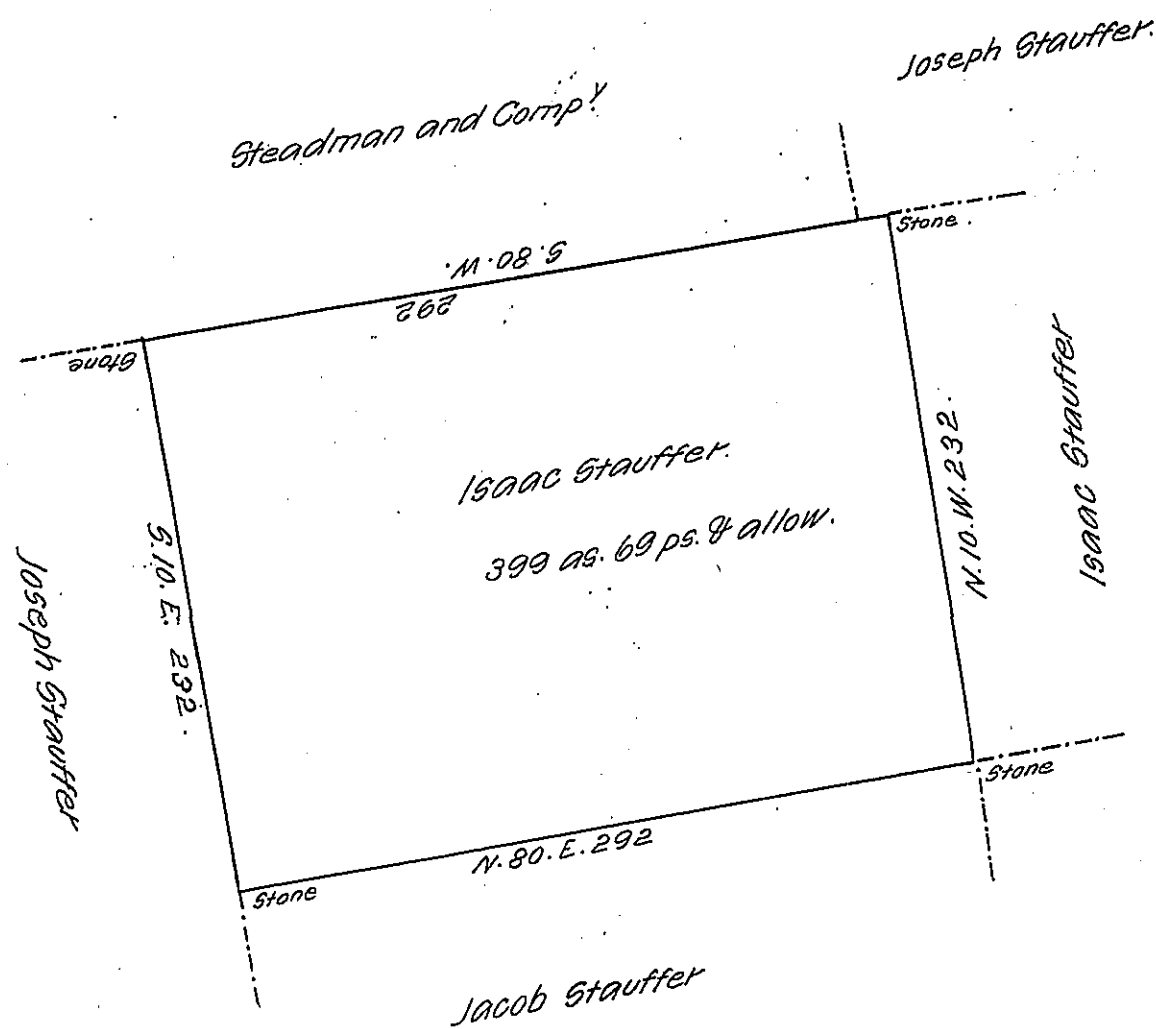 Joseph Stauffer.
Steadman and Compy.
Stone.
S. 80. W.
292
Stone
Isaac Stauffer.
399 as. 69 ps. & allow.
N. 10. W. 232.
Isaac Stauffer
S. 10. E. 232.
Joseph Stauffer
Stone
N. 80. E. 292
Stone
Jacob Stauffer